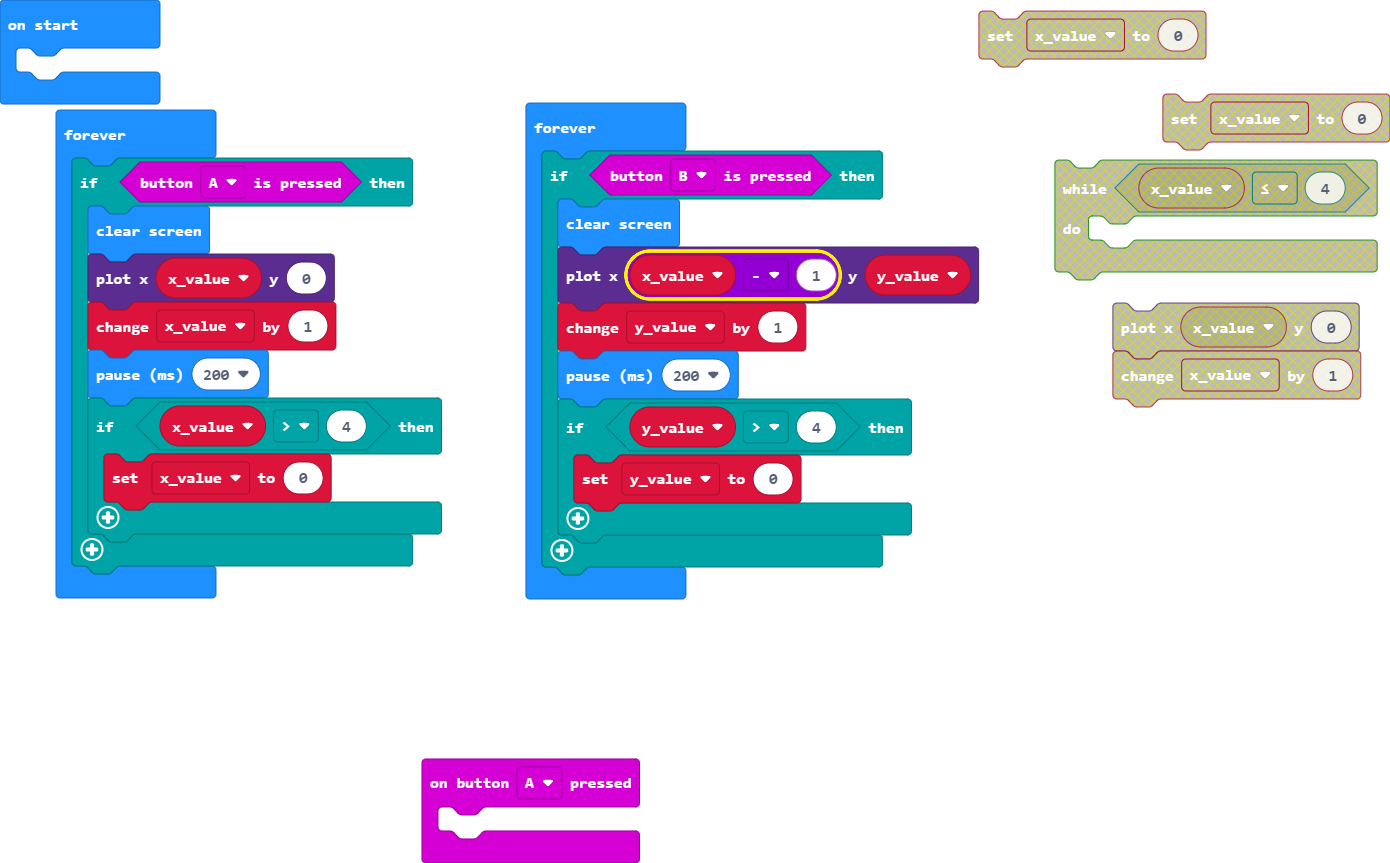 on start
forever
if button A is pressed then
clear screen
plot x x_value y 0
change x_value by 1
pause (ms) 200
if x_value > 4 then
set x_value to 0
forever
if button B is pressed then
clear screen
plot x x_value - 1 y y_value
change y_value by 1
pause (ms) 200
if y_value > 4 then
set y_value to 0
set x_value to 0
set x_value to 0
while x_value ≤ 4
do
plot x x_value y 0
change x_value by 1
on button A pressed